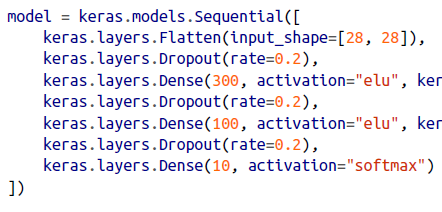 model = keras.models.Sequential([
    keras.layers.Flatten(input_shape=[28, 28]),
    keras.layers.Dropout(rate=0.2),
    keras.layers.Dense(300, activation="elu", ker
    keras.layers.Dropout(rate=0.2),
    keras.layers.Dense(100, activation="elu", ker
    keras.layers.Dropout(rate=0.2),
    keras.layers.Dense(10, activation="softmax")
])